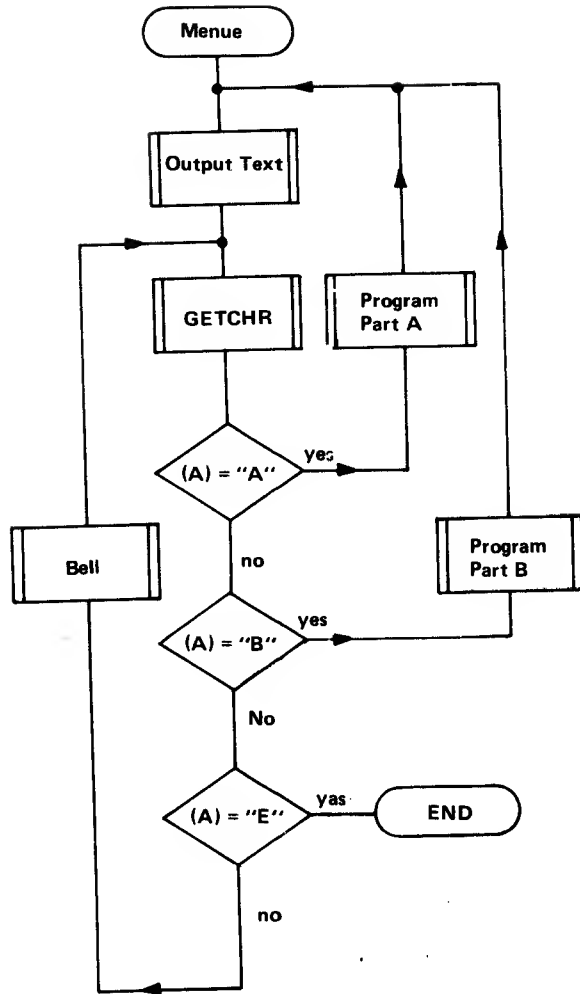 Menue
Output Text
GETCHR
Program
Part A
(A) = "A"
yes
no
Bell
Program
Part B
(A) = "B"
yes
No
(A) = "E"
yas
END
no